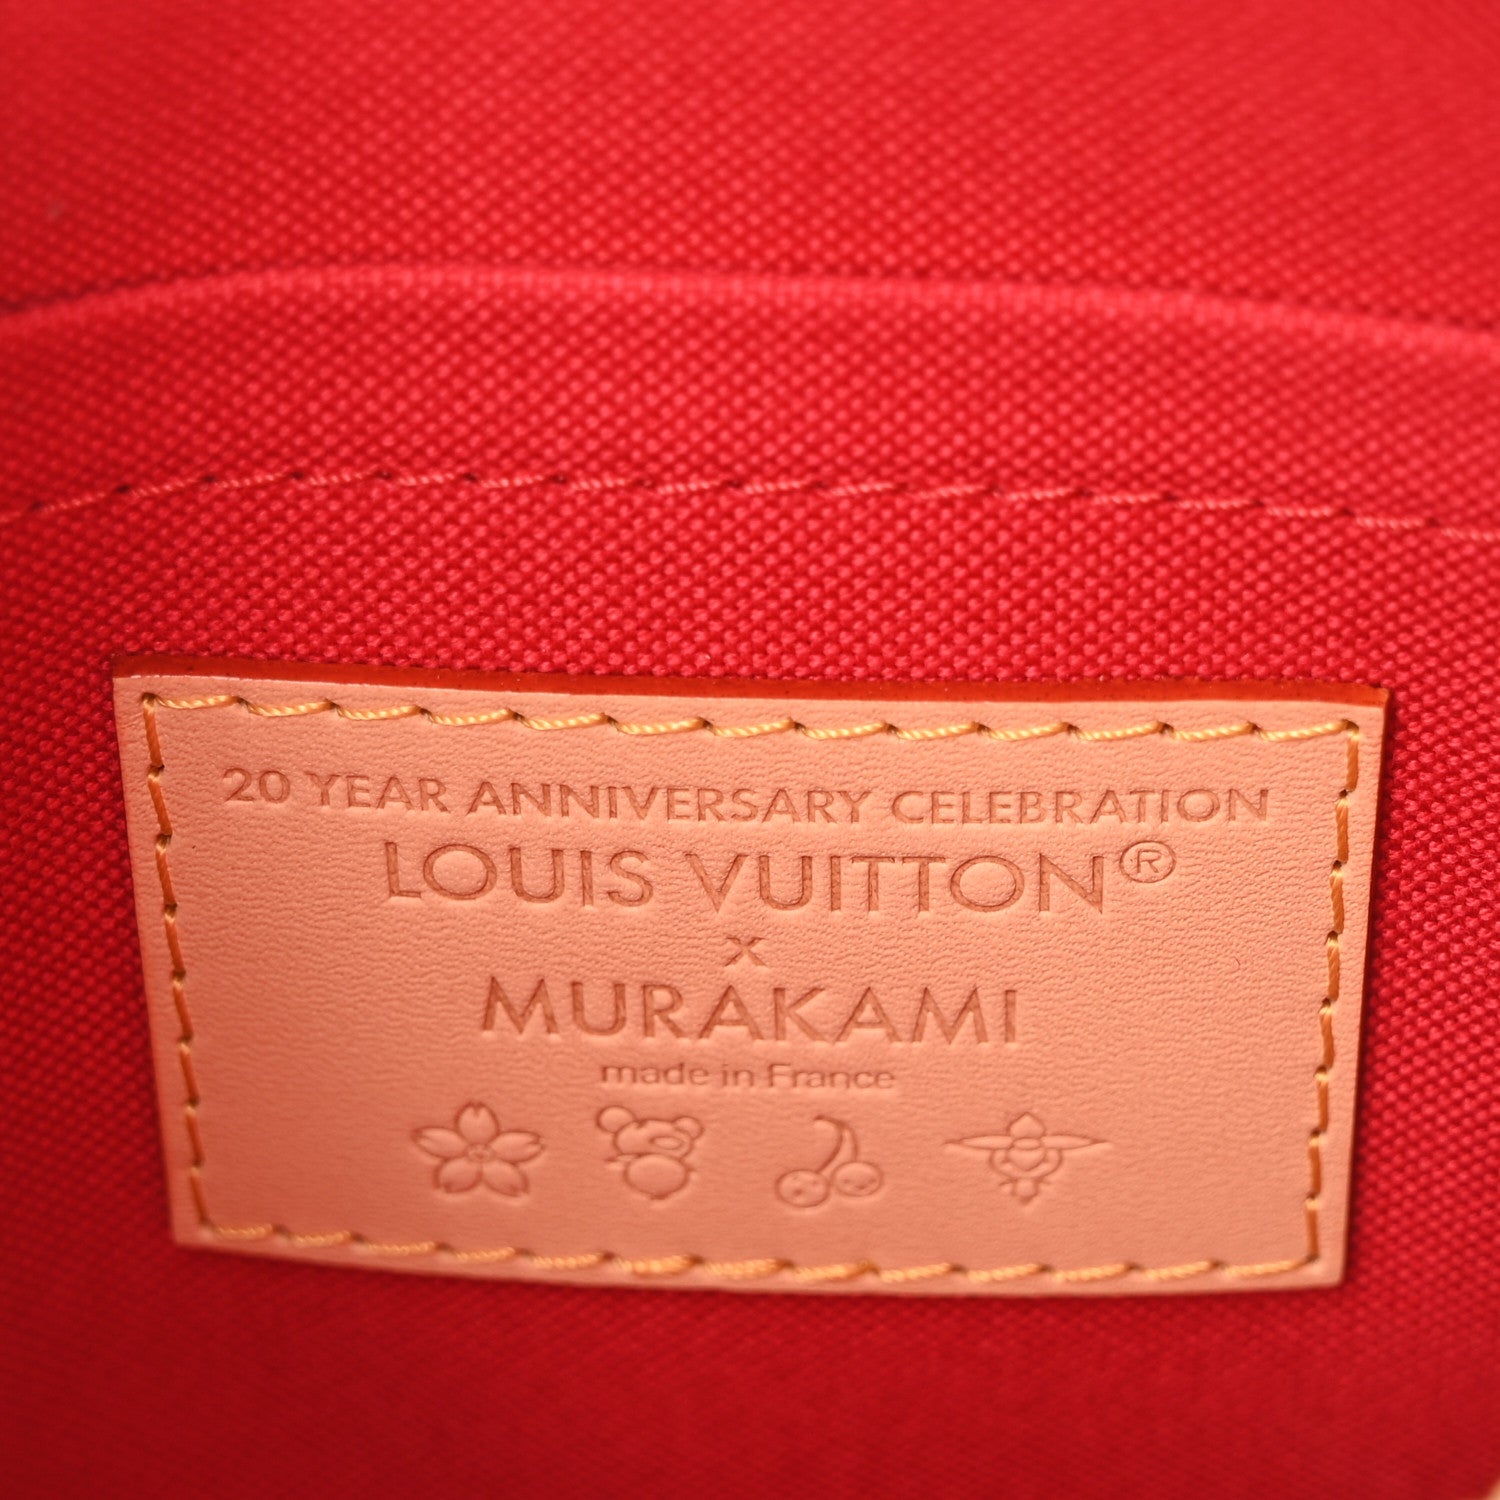 20 YEAR ANNIVERSARY CELEBRATION
LOUIS VUITTON®
x
MURAKAMI
made in France